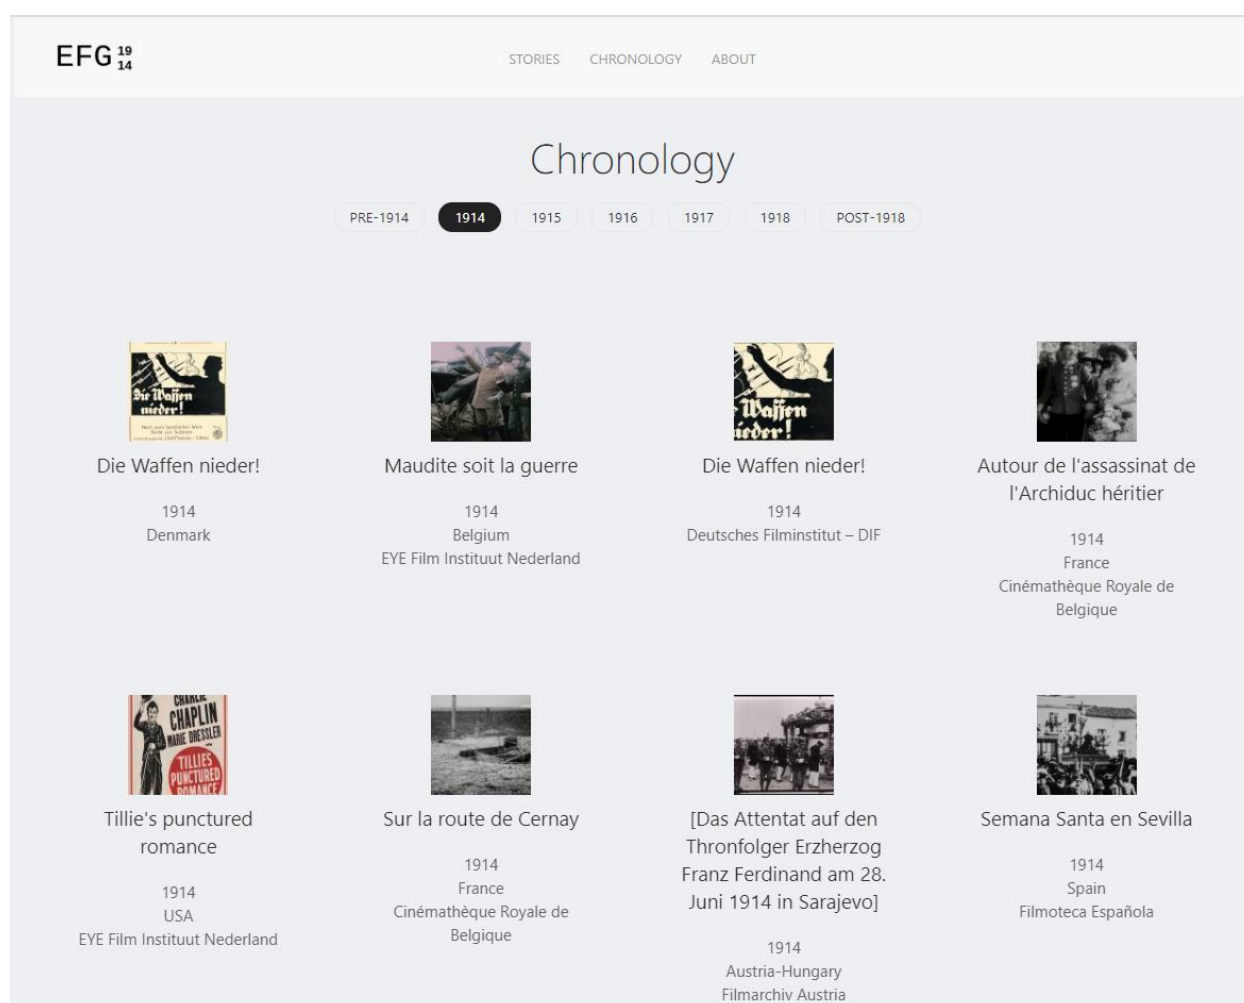 EFG 19
14
STORIES CHRONOLOGY ABOUT
Chronology
PRE-1914 1914 1915 1916 1917 1918 POST-1918
Die Waffen
nieder!
Waffen
nieder!
Die Waffen nieder!
1914
Denmark
Maudite soit la guerre
1914
Belgium
EYE Film Instituut Nederland
Die Waffen nieder!
1914
Deutsches Filminstitut – DIF
Autour de l'assassinat de
l'Archiduc héritier
1914
France
Cinémathèque Royale de
Belgique
CHARLIE
CHAPLIN
MARIE DRESSLER
TILLIES
PUNCTURED
ROMANCE
Tillie's punctured
romance
1914
USA
EYE Film Instituut Nederland
Sur la route de Cernay
1914
France
Cinémathèque Royale de
Belgique
[Das Attentat auf den
Thronfolger Erzherzog
Franz Ferdinand am 28.
Juni 1914 in Sarajevo]
1914
Austria-Hungary
Filmarchiv Austria
Semana Santa en Sevilla
1914
Spain
Filmoteca Española